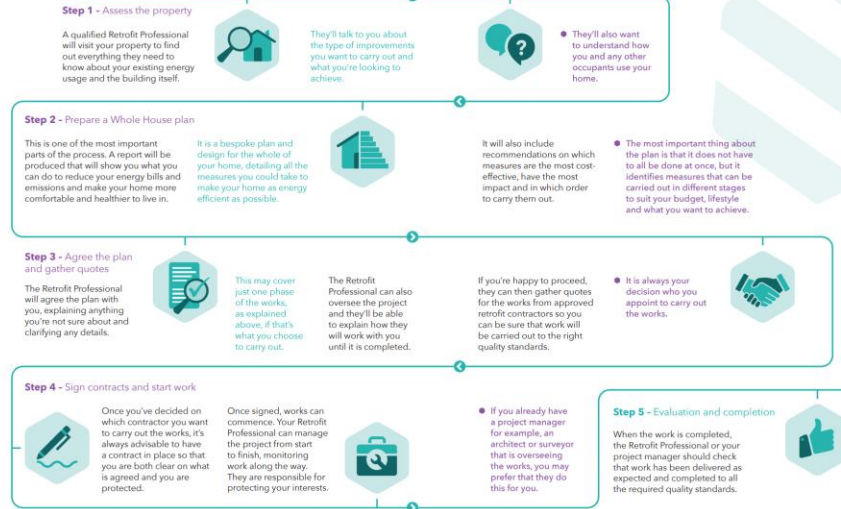 Step 1 - Assess the property
A qualified Retrofit Professional
will visit your property to find
out everything they need to
know about your existing energy
usage and the building itself.
They'll talk to you about
the type of improvements
you want to carry out and
what you're looking to
achieve.
?
They'll also want
to understand how
you and any other
occupants use your
home.
Step 2 - Prepare a Whole House plan
This is one of the most important
parts of the process. A report will be
produced that will show you what you
can do to reduce your energy bills and
emissions and make your home more
comfortable and healthier to live in.
It is a bespoke plan and
design for the whole of
your home, detailing all the
measures you could take to
make your home as energy
efficient as possible.
It will also include
recommendations on which
measures are the most cost-
effective, have the most
impact and in which order
to carry them out.
The most important thing about
the plan is that it does not have
to all be done at once, but it
identifies measures that can be
carried out in different stages
to suit your budget, lifestyle
and what you want to achieve.
Step 3 - Agree the plan
and gather quotes
The Retrofit Professional
will agree the plan with
you, explaining anything
you're not sure about and
clarifying any details.
This may cover
just one phase
of the works,
as explained
above, if that's
what you choose
to carry out.
The Retrofit
Professional can also
oversee the project
and they'll be able
to explain how they
will work with you
until it is completed.
If you're happy to proceed,
they can then gather quotes
for the works from approved
retrofit contractors so you
can be sure that work will
be carried out to the right
quality standards.
It is always your
decision who you
appoint to carry out
the works.
Step 4 - Sign contracts and start work
Once you've decided on
which contractor you want
to carry out the works, it's
always advisable to have
a contract in place so that
you are both clear on what
is agreed and you are
protected.
Once signed, works can
commence. Your Retrofit
Professional can manage
the project from start
to finish, monitoring
work along the way.
They are responsible for
protecting your interests.
If you already have
a project manager
for example, an
architect or surveyor
that is overseeing
the works, you may
prefer that they do
this for you.
Step 5 - Evaluation and completion
When the work is completed,
the Retrofit Professional or your
project manager should check
that work has been delivered as
expected and completed to all
the required quality standards.